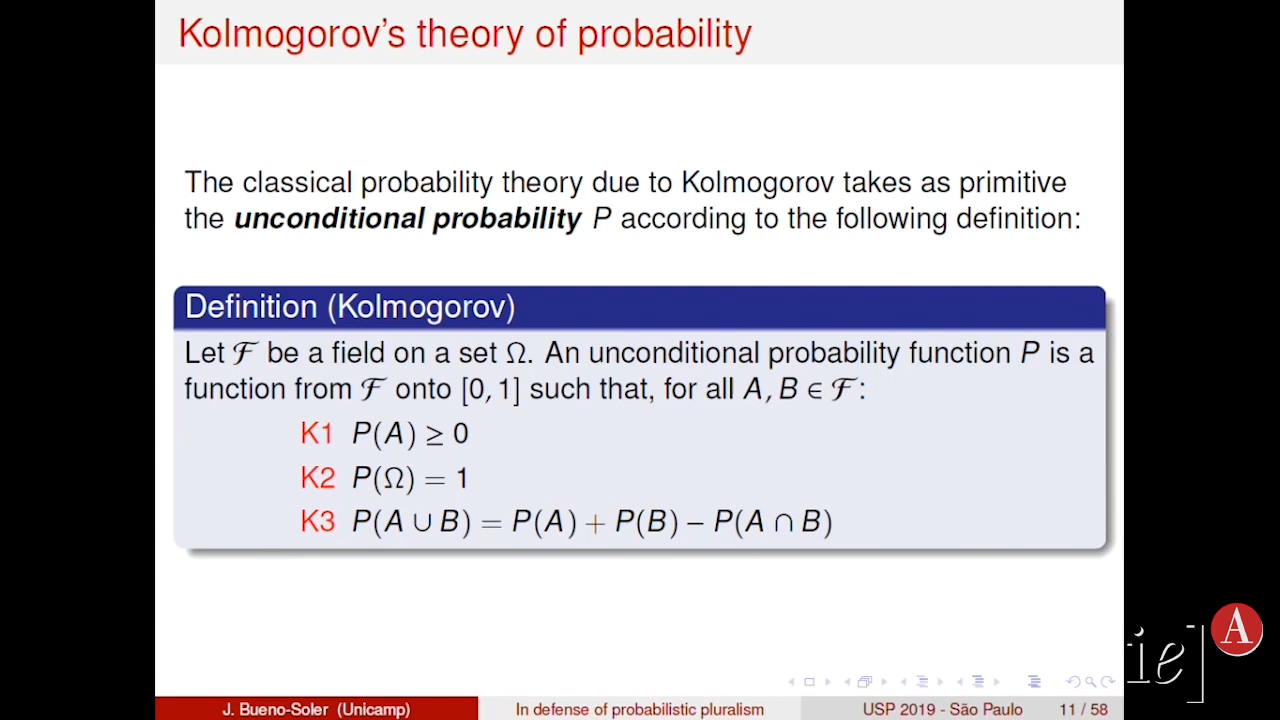 Kolmogorov's theory of probability
The classical probability theory due to Kolmogorov takes as primitive
the unconditional probability P according to the following definition:
Definition (Kolmogorov)
Let ℱ be a field on a set Ω. An unconditional probability function P is a
function from ℱ onto [0, 1] such that, for all A, B ∈ ℱ:
K1 P(A) ≥ 0
K2 P(Ω) = 1
K3 P(A ∪ B) = P(A) + P(B) – P(A ∩ B)
ie] A
J. Bueno-Soler (Unicamp) In defense of probabilistic pluralism USP 2019 - São Paulo 11 / 58